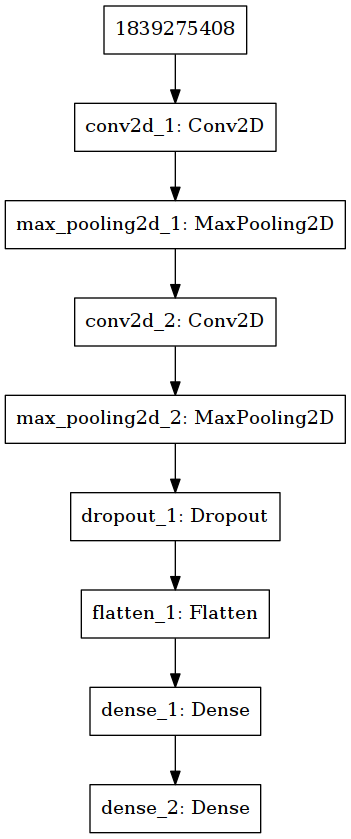 1839275408
conv2d_1: Conv2D
max_pooling2d_1: MaxPooling2D
conv2d_2: Conv2D
max_pooling2d_2: MaxPooling2D
dropout_1: Dropout
flatten_1: Flatten
dense_1: Dense
dense_2: Dense